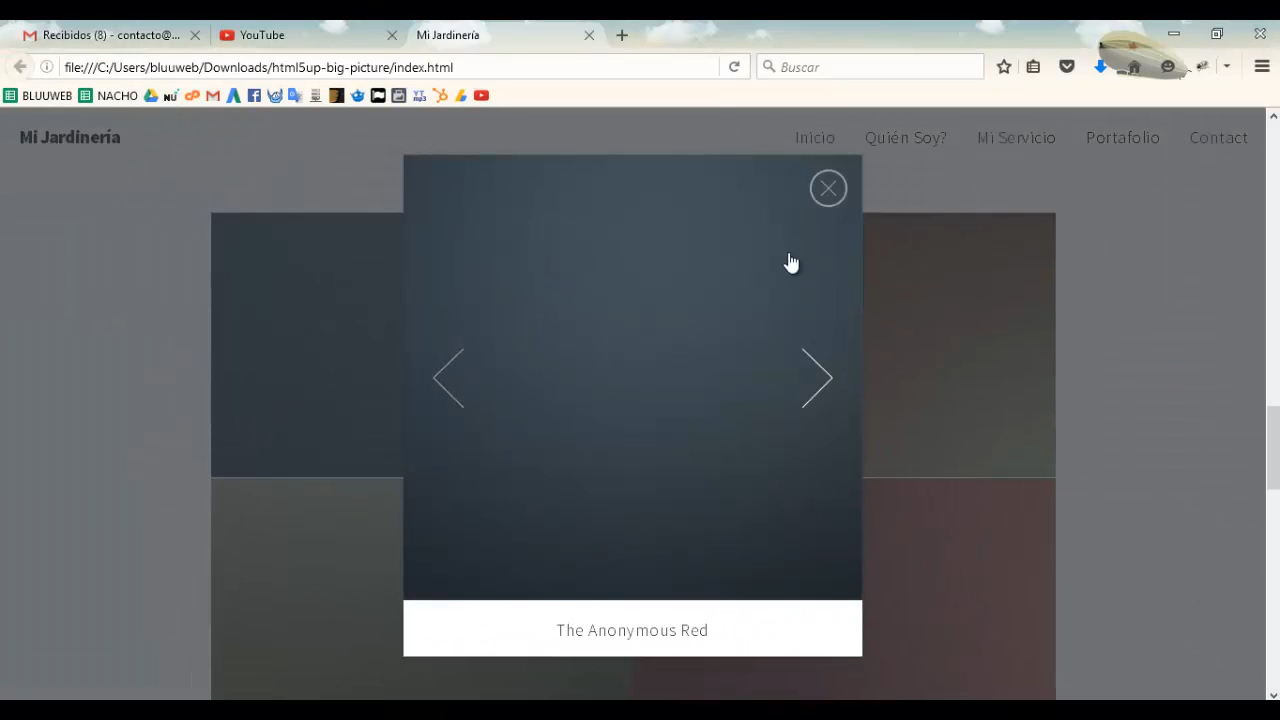 Recibidos (8) - contacto@...
YouTube
Mi Jardinería
file:///C:/Users/bluuweb/Downloads/html5up-big-picture/index.html
Buscar
BLUUWEB
NACHO
Mi Jardinería
Inicio
Quién Soy?
Mi Servicio
Portafolio
Contact
The Anonymous Red